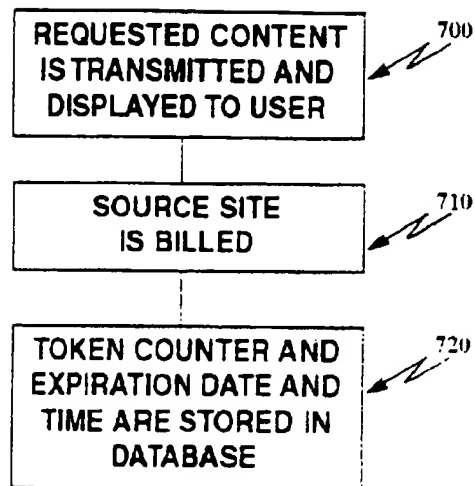 REQUESTED CONTENT
IS TRANSMITTED AND
DISPLAYED TO USER
700
SOURCE SITE
IS BILLED
710
TOKEN COUNTER AND
EXPIRATION DATE AND
TIME ARE STORED IN
DATABASE
720